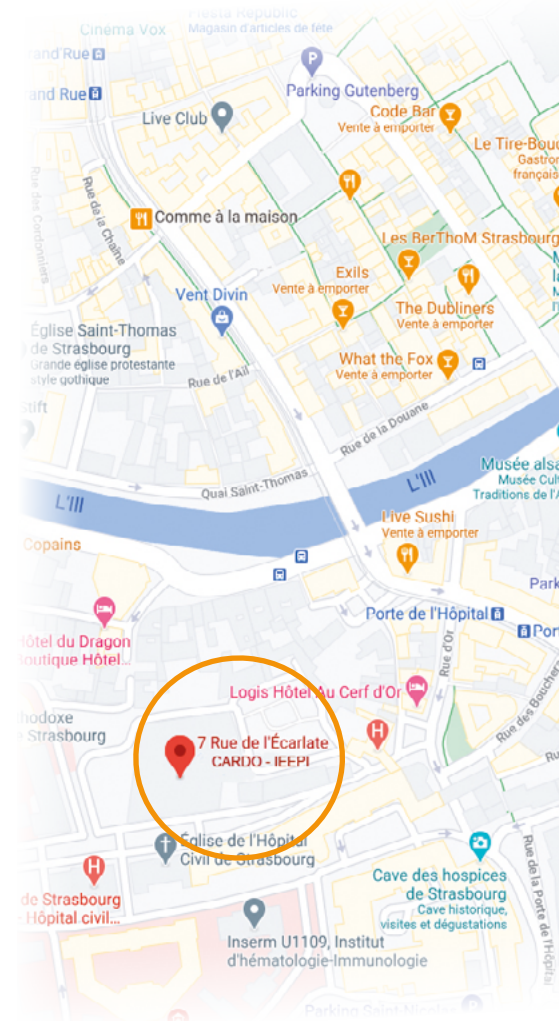 Fiesta Republic
Magasin d'articles de fête
Cinéma Vox
rand'Rue
and Rue
Parking Gutenberg
Live Club
Code Bar
Vente à emporter
Le Tire-Bouc
Gastron
français
Rue des Cordonniers
Rue de la Chaîne
Comme à la maison
Les BerThoM Strasbourg
Exils
Vente à emporter
Vent Divin
The Dubliners
Vente à emporter
Église Saint-Thomas
de Strasbourg
Grande église protestante
style gothique
What the Fox
Vente à emporter
Rue de l'Ail
Stift
Rue de la Douane
Musée alsa
Musée Cul
Traditions de l'A
Quai Saint-Thomas
L'Ill
L'Ill
Live Sushi
Vente à emporter
Copains
Park
Porte de l'Hôpital
Port
Hôtel du Dragon
outique Hôtel...
Rue d'Or
Logis Hôtel Au Cerf d'Or
Rue des Bouchers
hodoxe
e Strasbourg
7 Rue de l'Écarlate
CARDO - IEEPI
Ru
Église de l'Hôpital
Civil de Strasbourg
Cave des hospices
de Strasbourg
Cave historique,
visites et dégustations
Rue de la Porte de l'Hôpital
de Strasbourg
Hôpital civil...
Inserm U1109, Institut
d'hématologie-Immunologie
Parking Saint-Nicolas